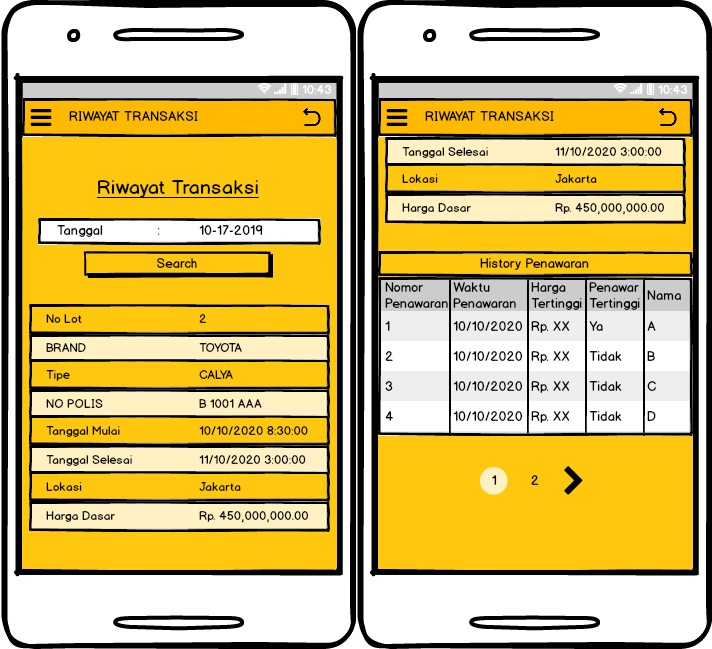 10:43
RIWAYAT TRANSAKSI
Riwayat Transaksi
Tanggal : 10-17-2019
Search
No Lot 2
BRAND TOYOTA
Tipe CALYA
NO POLIS B 1001 AAA
Tanggal Mulai 10/10/2020 8:30:00
Tanggal Selesai 11/10/2020 3:00:00
Lokasi Jakarta
Harga Dasar Rp. 450,000,000.00
10:43
RIWAYAT TRANSAKSI
Tanggal Selesai 11/10/2020 3:00:00
Lokasi Jakarta
Harga Dasar Rp. 450,000,000.00
History Penawaran
Nomor Waktu Harga Penawar
Penawaran Penawaran Tertinggi Tertinggi Nama
1 10/10/2020 Rp. XX Ya A
2 10/10/2020 Rp. XX Tidak B
3 10/10/2020 Rp. XX Tidak C
4 10/10/2020 Rp. XX Tidak D
1 2